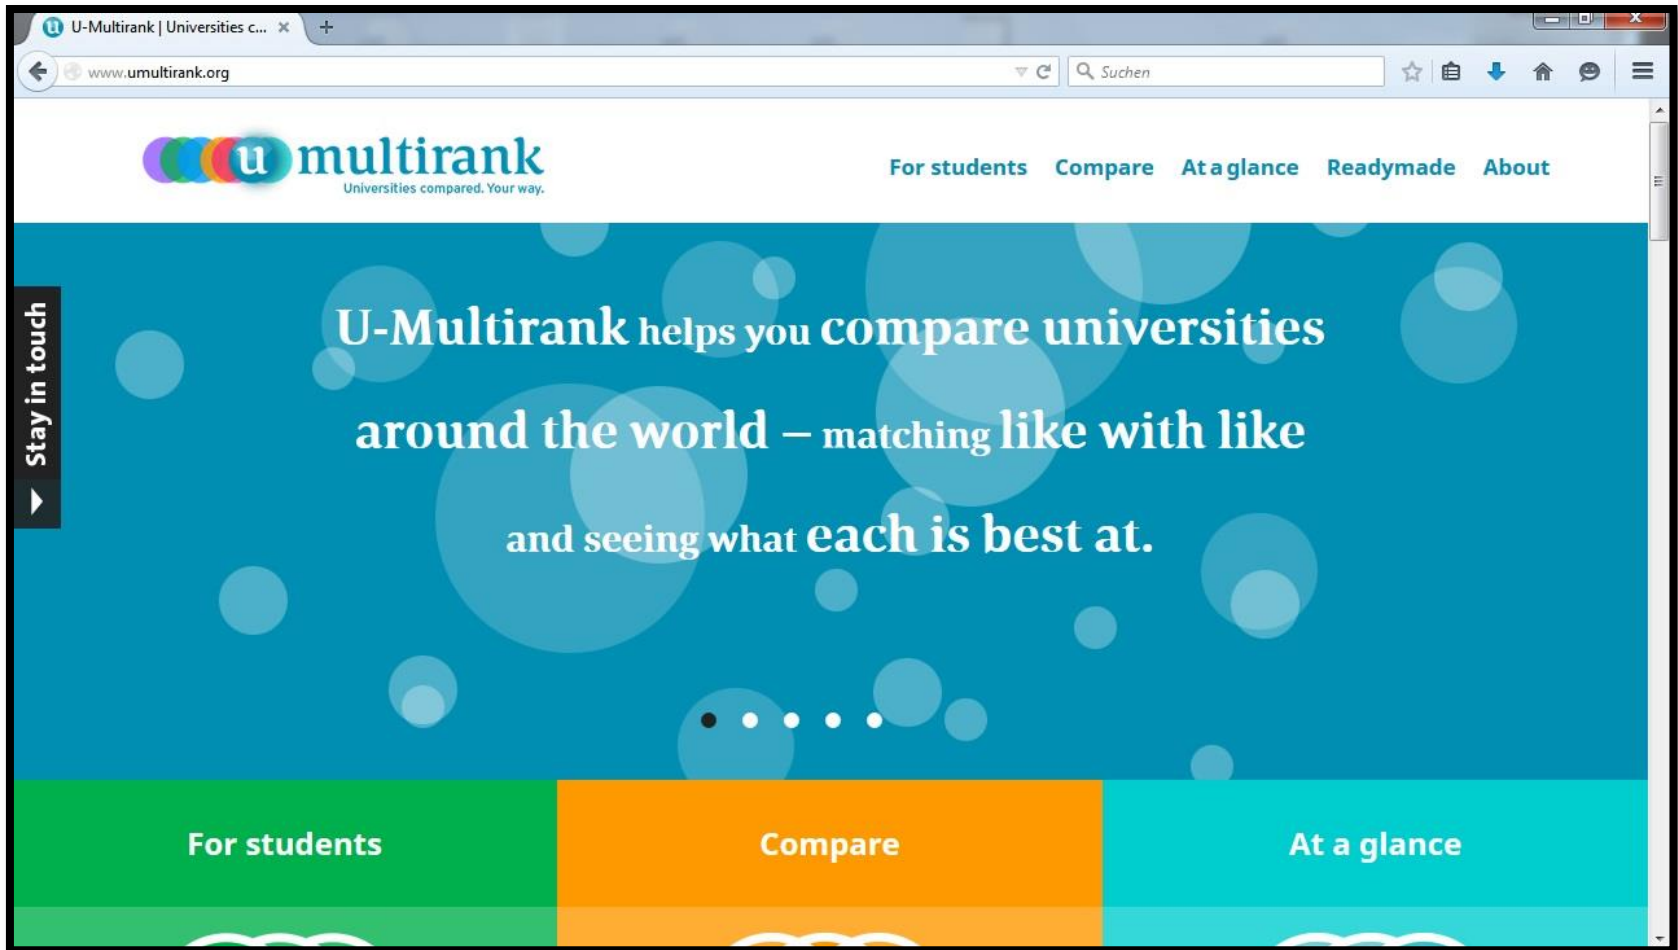 U-Multirank | Universities c...
www.umultirank.org
Suchen
u multirank
Universities compared. Your way.
For students Compare At a glance Readymade About
Stay in touch
U-Multirank helps you compare universities
around the world – matching like with like
and seeing what each is best at.
For students Compare At a glance